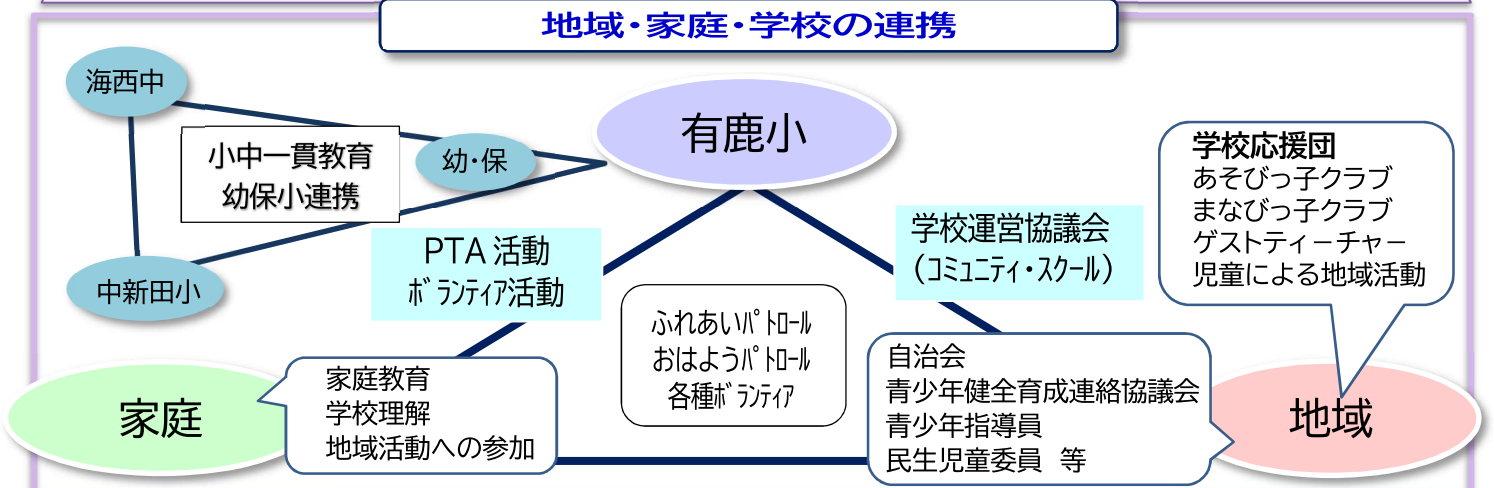 地域・家庭・学校の連携
海西中
小中一貫教育
幼保小連携
幼・保
中新田小
有鹿小
PTA 活動
ﾎﾞﾗﾝﾃｨｱ活動
学校運営協議会
(ｺﾐｭﾆﾃｨ・ｽｸｰﾙ)
学校応援団
あそびっ子クラブ
まなびっ子クラブ
ゲストティーチャー
児童による地域活動
ふれあいﾊﾟﾄﾛｰﾙ
おはようﾊﾟﾄﾛｰﾙ
各種ﾎﾞﾗﾝﾃｨｱ
家庭
家庭教育
学校理解
地域活動への参加
自治会
青少年健全育成連絡協議会
青少年指導員
民生児童委員 等
地域